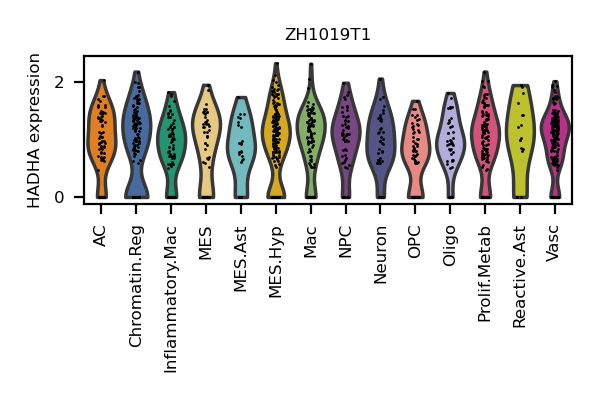 ZH1019T1
HADHA expression
2
0
AC
Chromatin.Reg
Inflammatory.Mac
MES
MES.Ast
MES.Hyp
Mac
NPC
Neuron
OPC
Oligo
Prolif.Metab
Reactive.Ast
Vasc